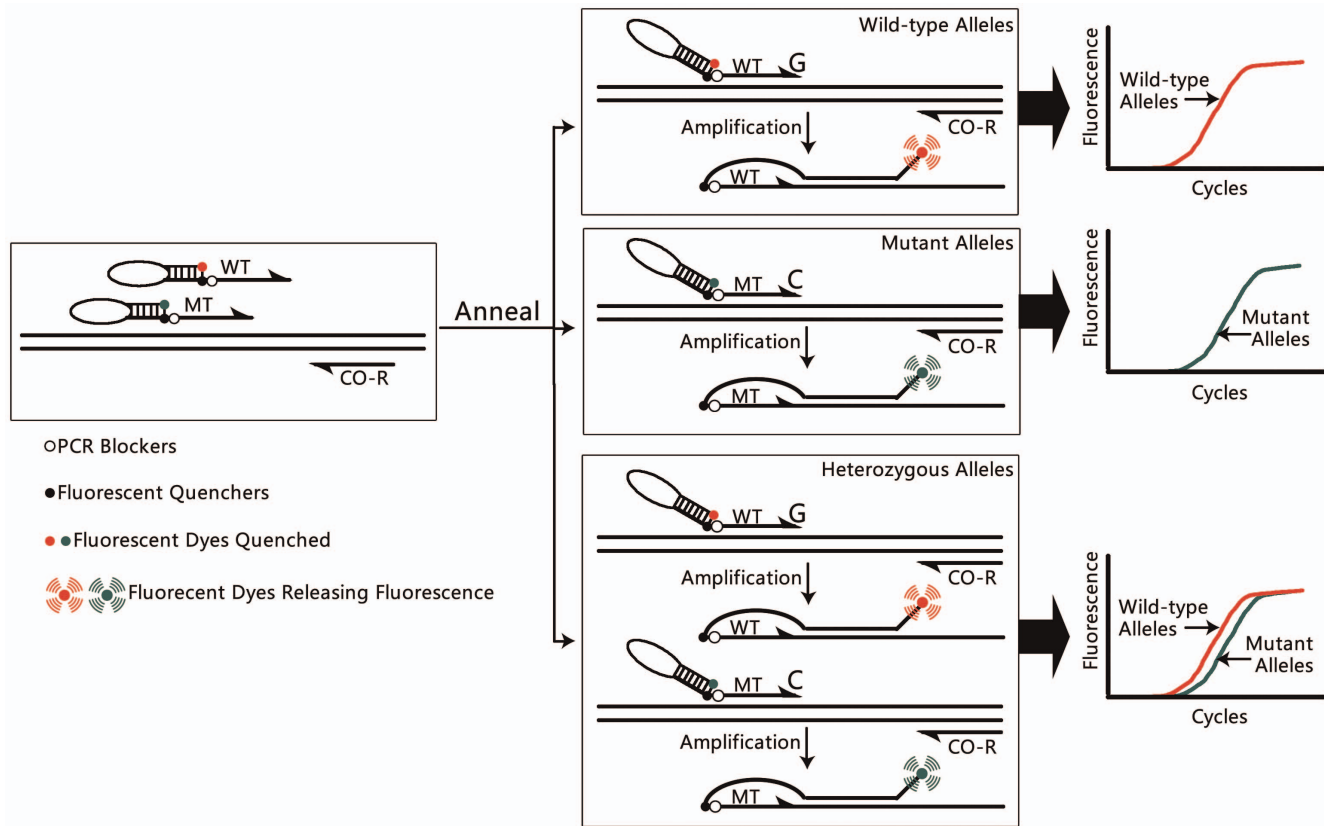 WT
MT
CO-R
PCR Blockers
Fluorescent Quenchers
Fluorescent Dyes Quenched
Fluorecent Dyes Releasing Fluorescence
Anneal
Wild-type Alleles
WT
G
CO-R
Amplification
WT
Mutant Alleles
MT
C
CO-R
Amplification
MT
Heterozygous Alleles
WT
G
CO-R
Amplification
WT
MT
C
CO-R
Amplification
MT
Fluorescence
Wild-type
Alleles
Cycles
Fluorescence
Mutant
Alleles
Cycles
Fluorescence
Wild-type
Alleles
Mutant
Alleles
Cycles